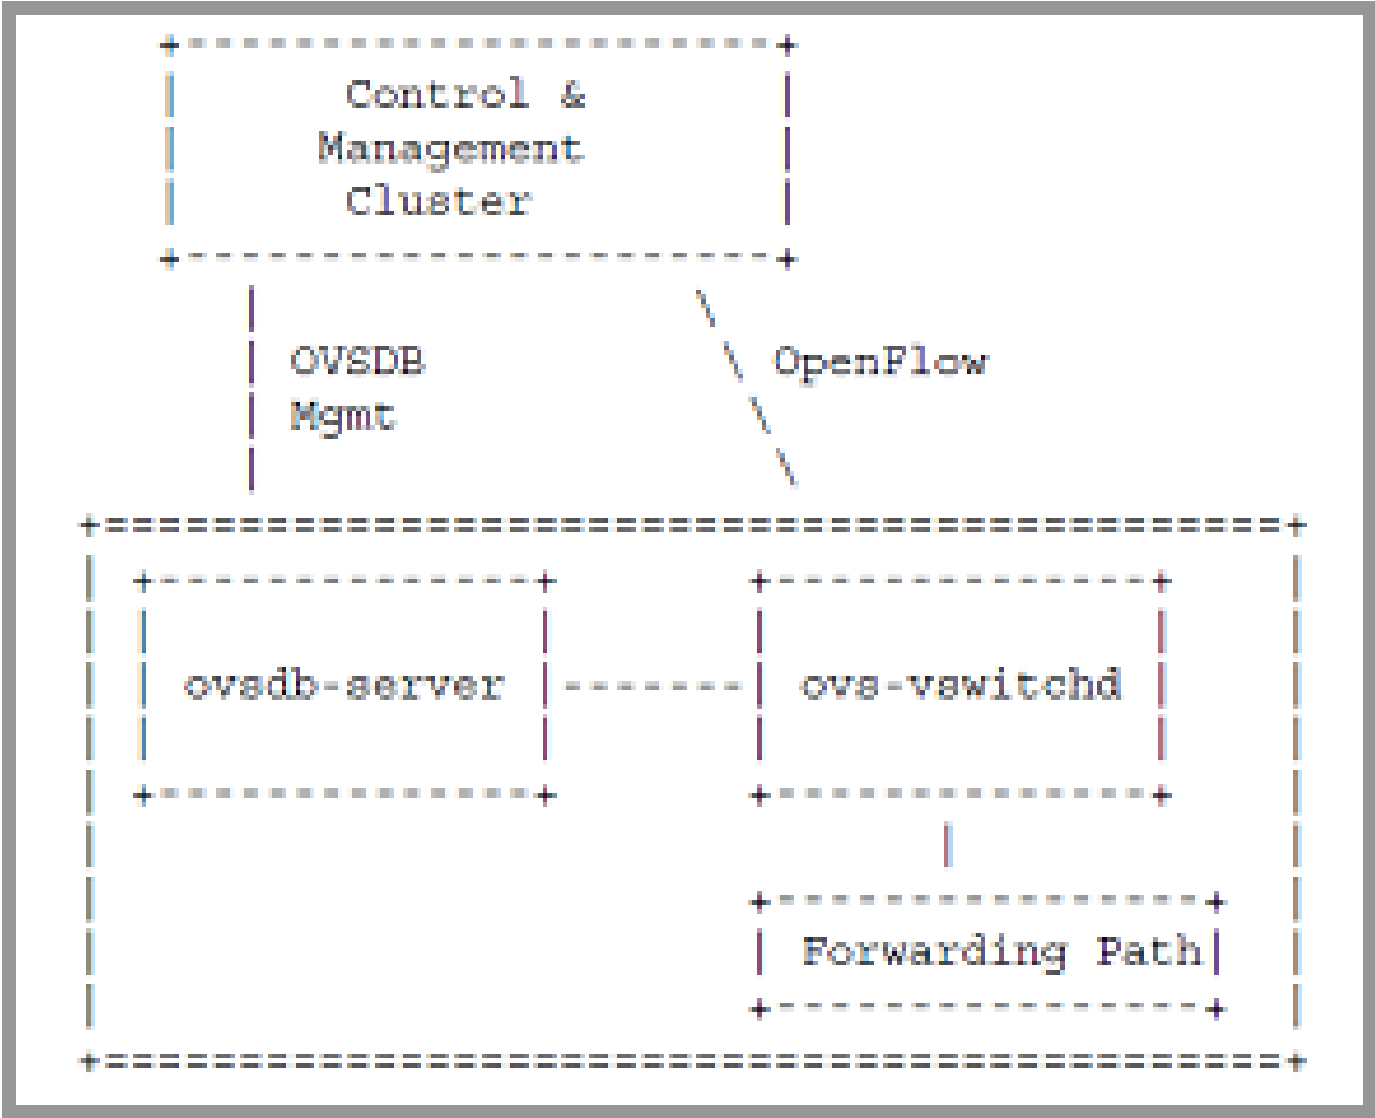 Control &
Management
Cluster
OVSDB
Mgmt
OpenFlow
ovsdb-server
ovs-vswitchd
Forwarding Path